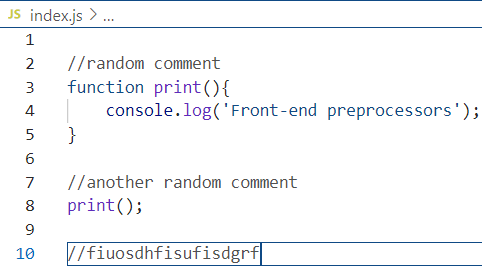 JS index.js > ...
1
2 //random comment
3 function print(){
4     console.log('Front-end preprocessors');
5 }
6
7 //another random comment
8 print();
9
10 //fiuosdhfisufisdgrf